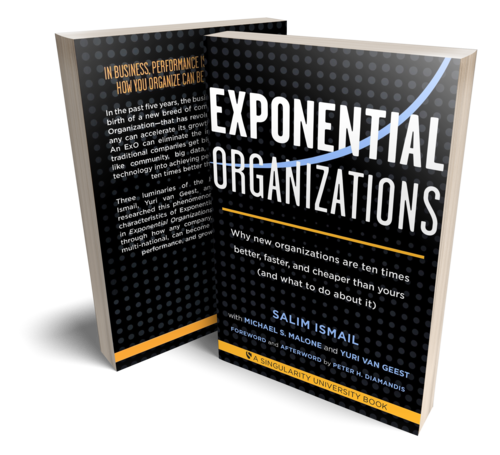 IN BUSINESS, PERFORMANCE
HOW YOU ORGANIZE CAN BE
In the past five years, the busi
birth of a new breed of com
Organization—that has revol
any can accelerate its growt
An ExO can eliminate the
traditional companies get bi
like community, big data,
technology into achieving pe
ten times better
Three luminaries of the
Ismail, Yuri van Geest, an
researched this phenomeno
characteristics of Exponenti
in Exponential Organizations
through how any company,
multi-national, can become
performance, and grow
EXPONENTIAL
ORGANIZATIONS
Why new organizations are ten times
better, faster, and cheaper than yours
(and what to do about it)
SALIM ISMAIL
with MICHAEL S. MALONE and YURI VAN GEEST
FOREWORD and AFTERWORD by PETER H. DIAMANDIS
A SINGULARITY UNIVERSITY BOOK